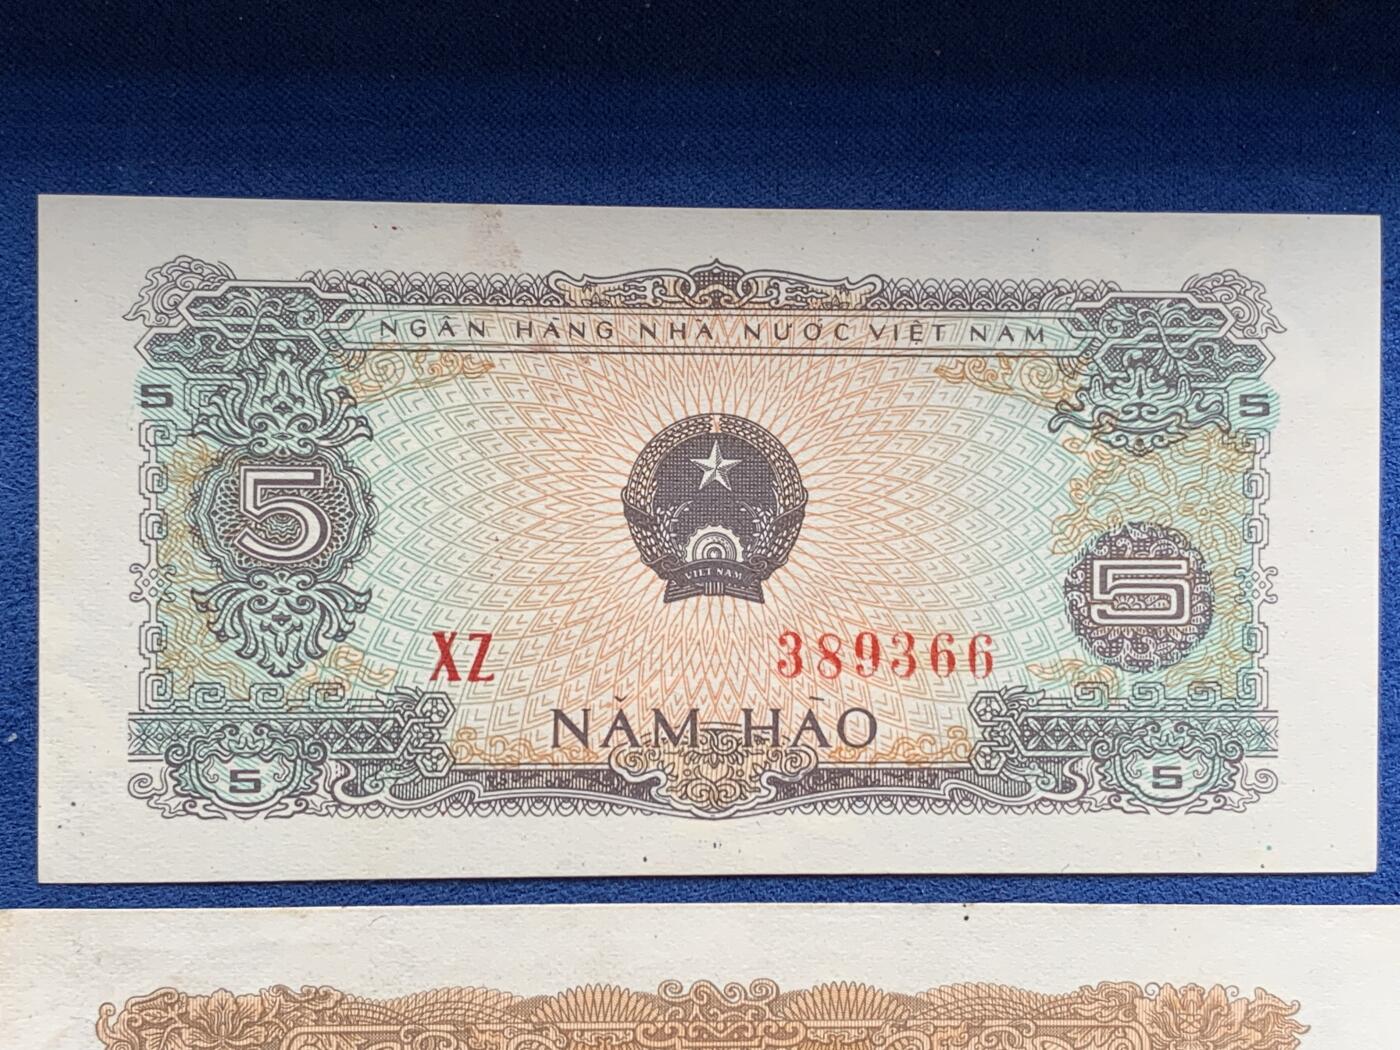 NGÂN HÀNG NHÀ NƯỚC VIỆT NAM
5 5
5
VIỆT NAM
5
XZ 389366
NĂM HÀO
5 5